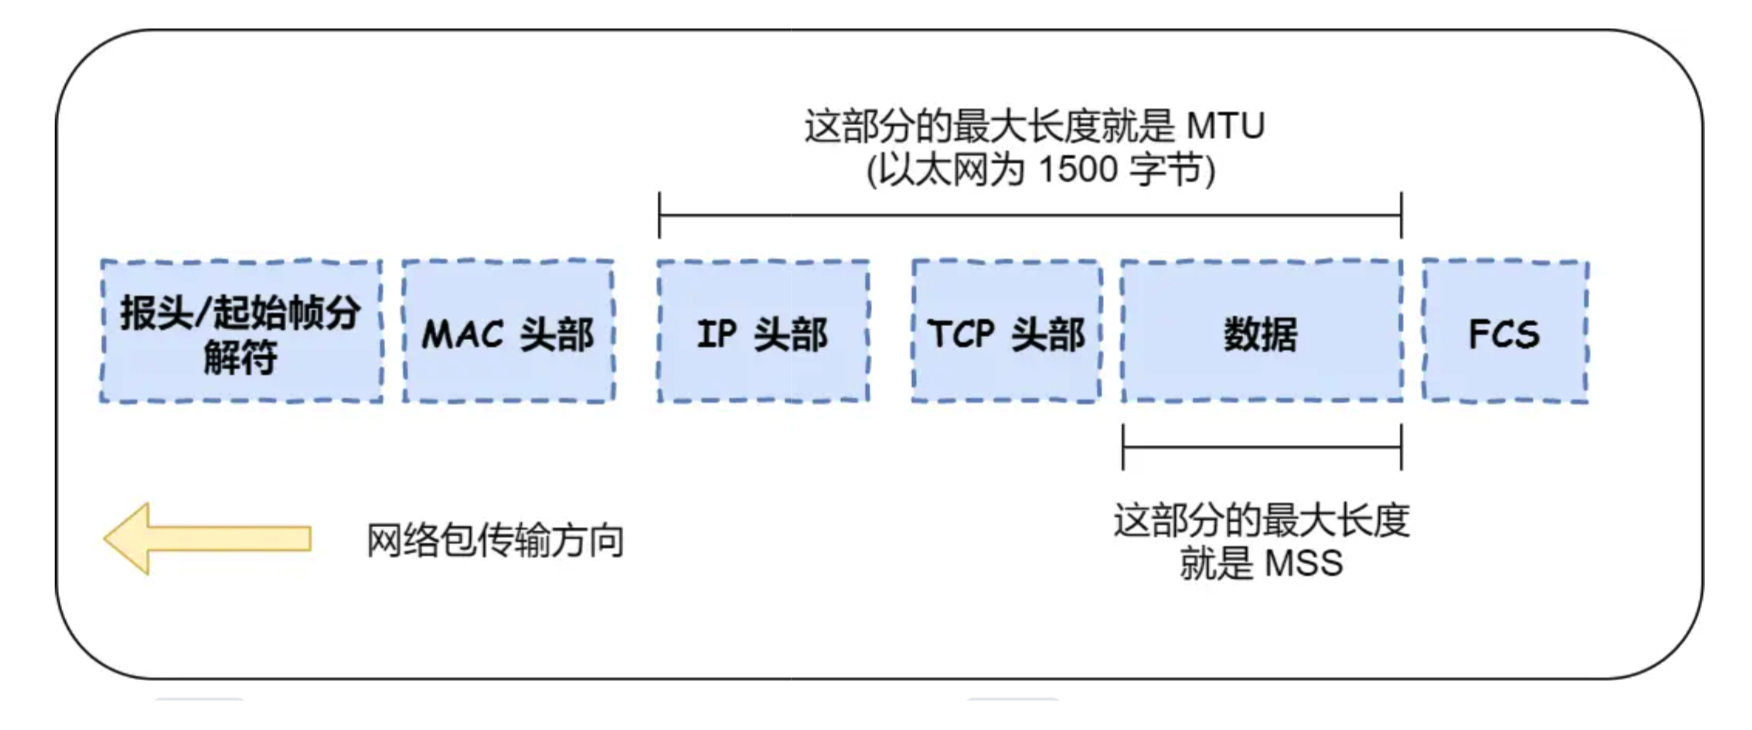 这部分的最大长度就是 MTU
(以太网为 1500 字节)
报头/起始帧分
解符
MAC 头部
IP 头部
TCP 头部
数据
FCS
网络包传输方向
这部分的最大长度
就是 MSS